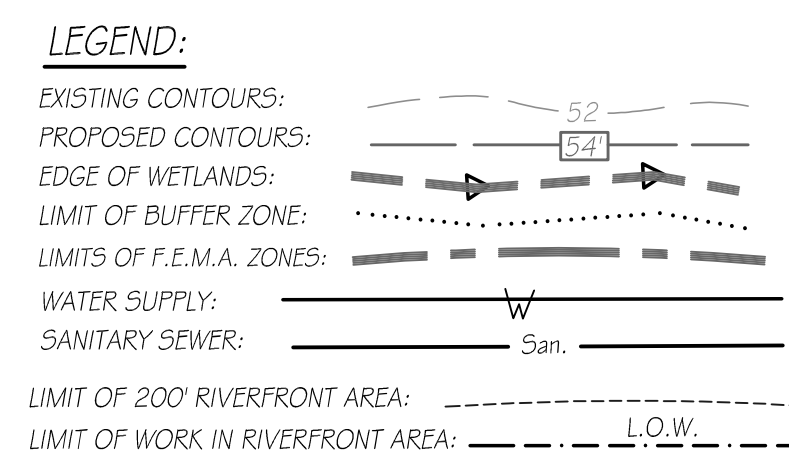 LEGEND:
EXISTING CONTOURS: 52
PROPOSED CONTOURS: 54'
EDGE OF WETLANDS:
LIMIT OF BUFFER ZONE:
LIMITS OF F.E.M.A. ZONES:
WATER SUPPLY: W
SANITARY SEWER: San.
LIMIT OF 200' RIVERFRONT AREA:
LIMIT OF WORK IN RIVERFRONT AREA: L.O.W.